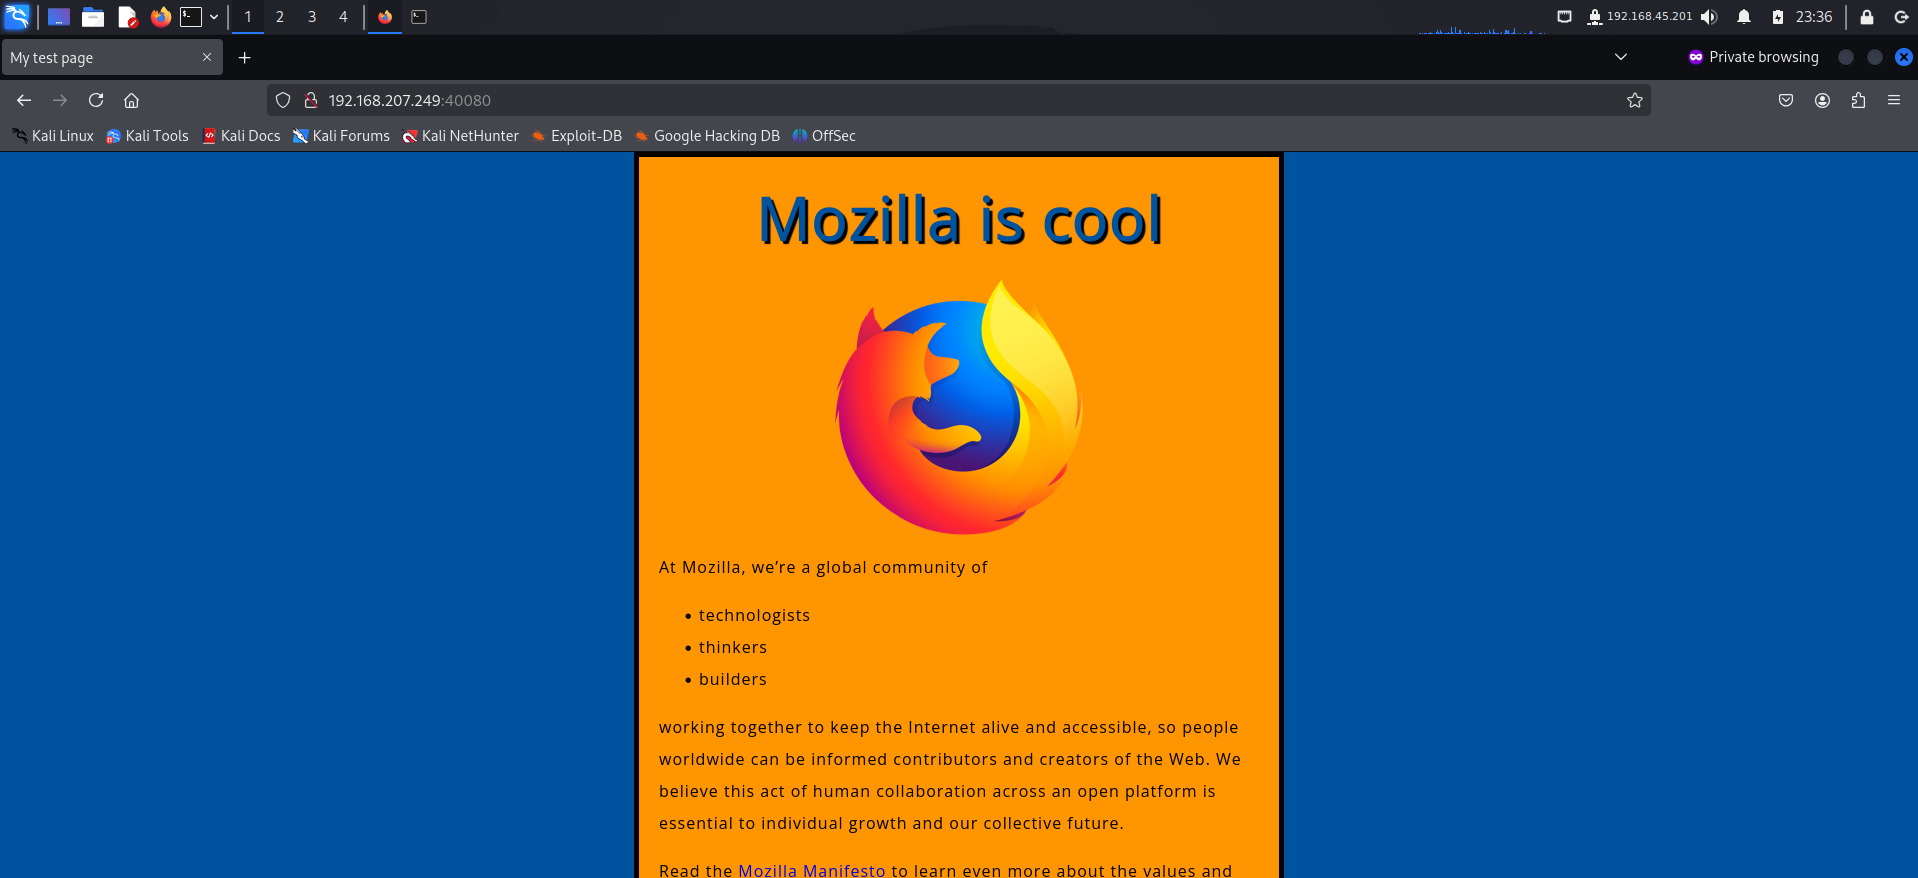 1 2 3 4
192.168.45.201
23:36
My test page
Private browsing
192.168.207.249:40080
Kali Linux Kali Tools Kali Docs Kali Forums Kali NetHunter Exploit-DB Google Hacking DB OffSec
Mozilla is cool
At Mozilla, we’re a global community of
• technologists
• thinkers
• builders
working together to keep the Internet alive and accessible, so people
worldwide can be informed contributors and creators of the Web. We
believe this act of human collaboration across an open platform is
essential to individual growth and our collective future.
Read the Mozilla Manifesto to learn even more about the values and